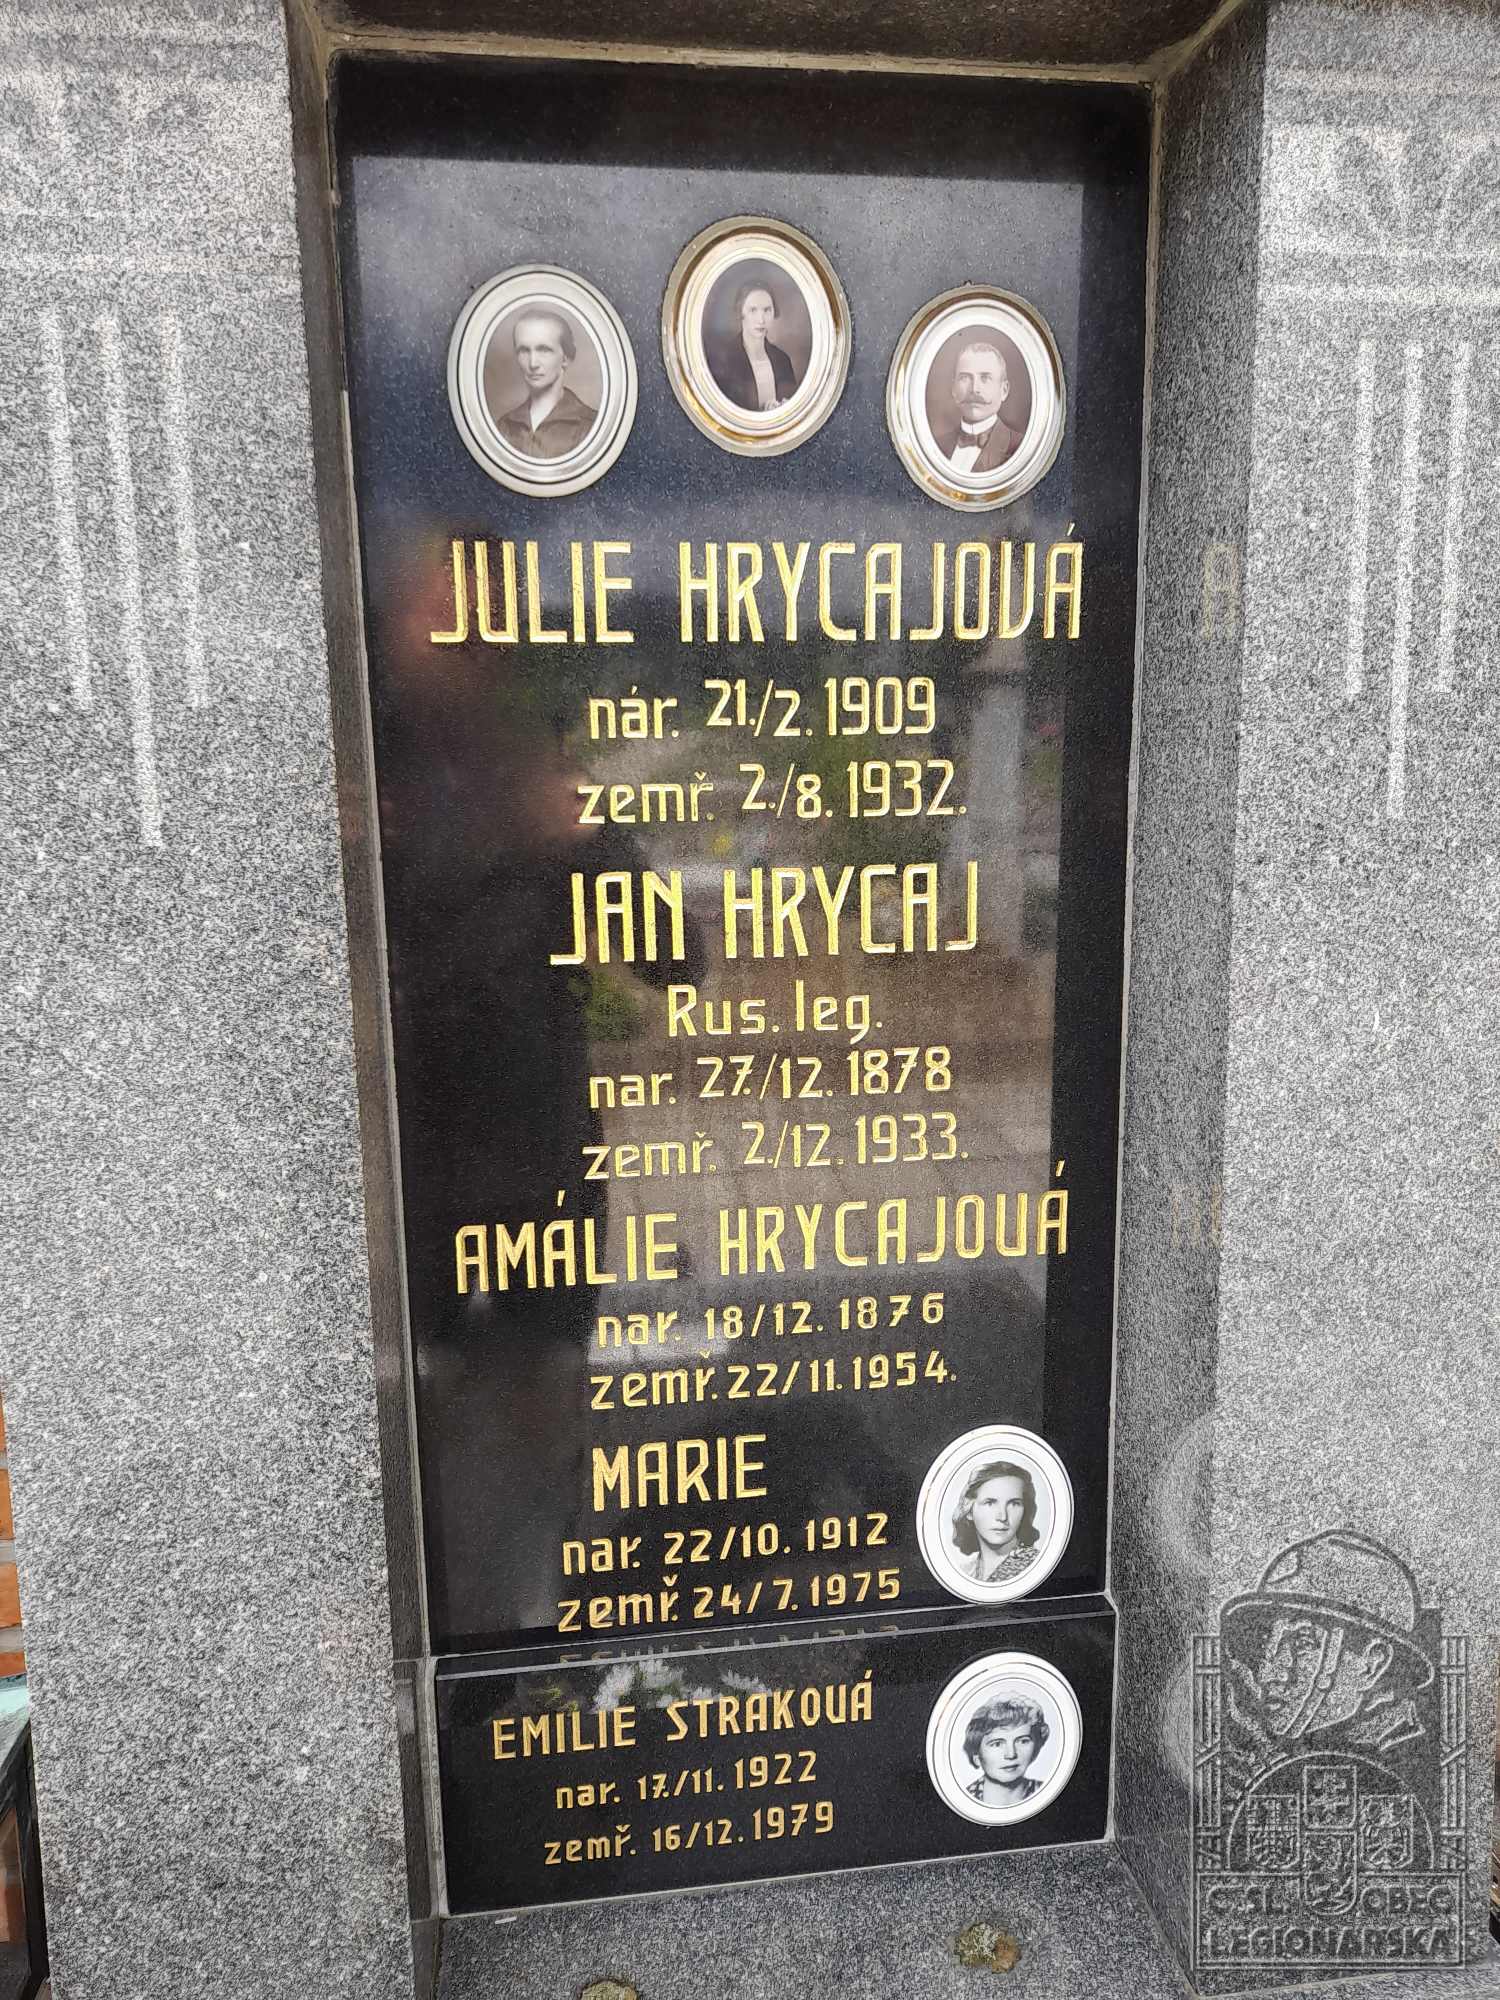 JULIE HRYCAJOVÁ
nár. 21./2. 1909
zemř. 2./8. 1932.
JAN HRYCAJ
Rus. leg.
nar. 27./12. 1878
zemř. 2./12. 1933.
AMÁLIE HRYCAJOVÁ
nar. 18/12. 1876
zemř. 22/11. 1954.
MARIE
nar. 22/10. 1912
zemř. 24/7. 1975
EMILIE STRAKOVÁ
nar. 17./11. 1922
zemř. 16/12. 1979
ČSL. OBEC
LEGIONÁŘSKÁ